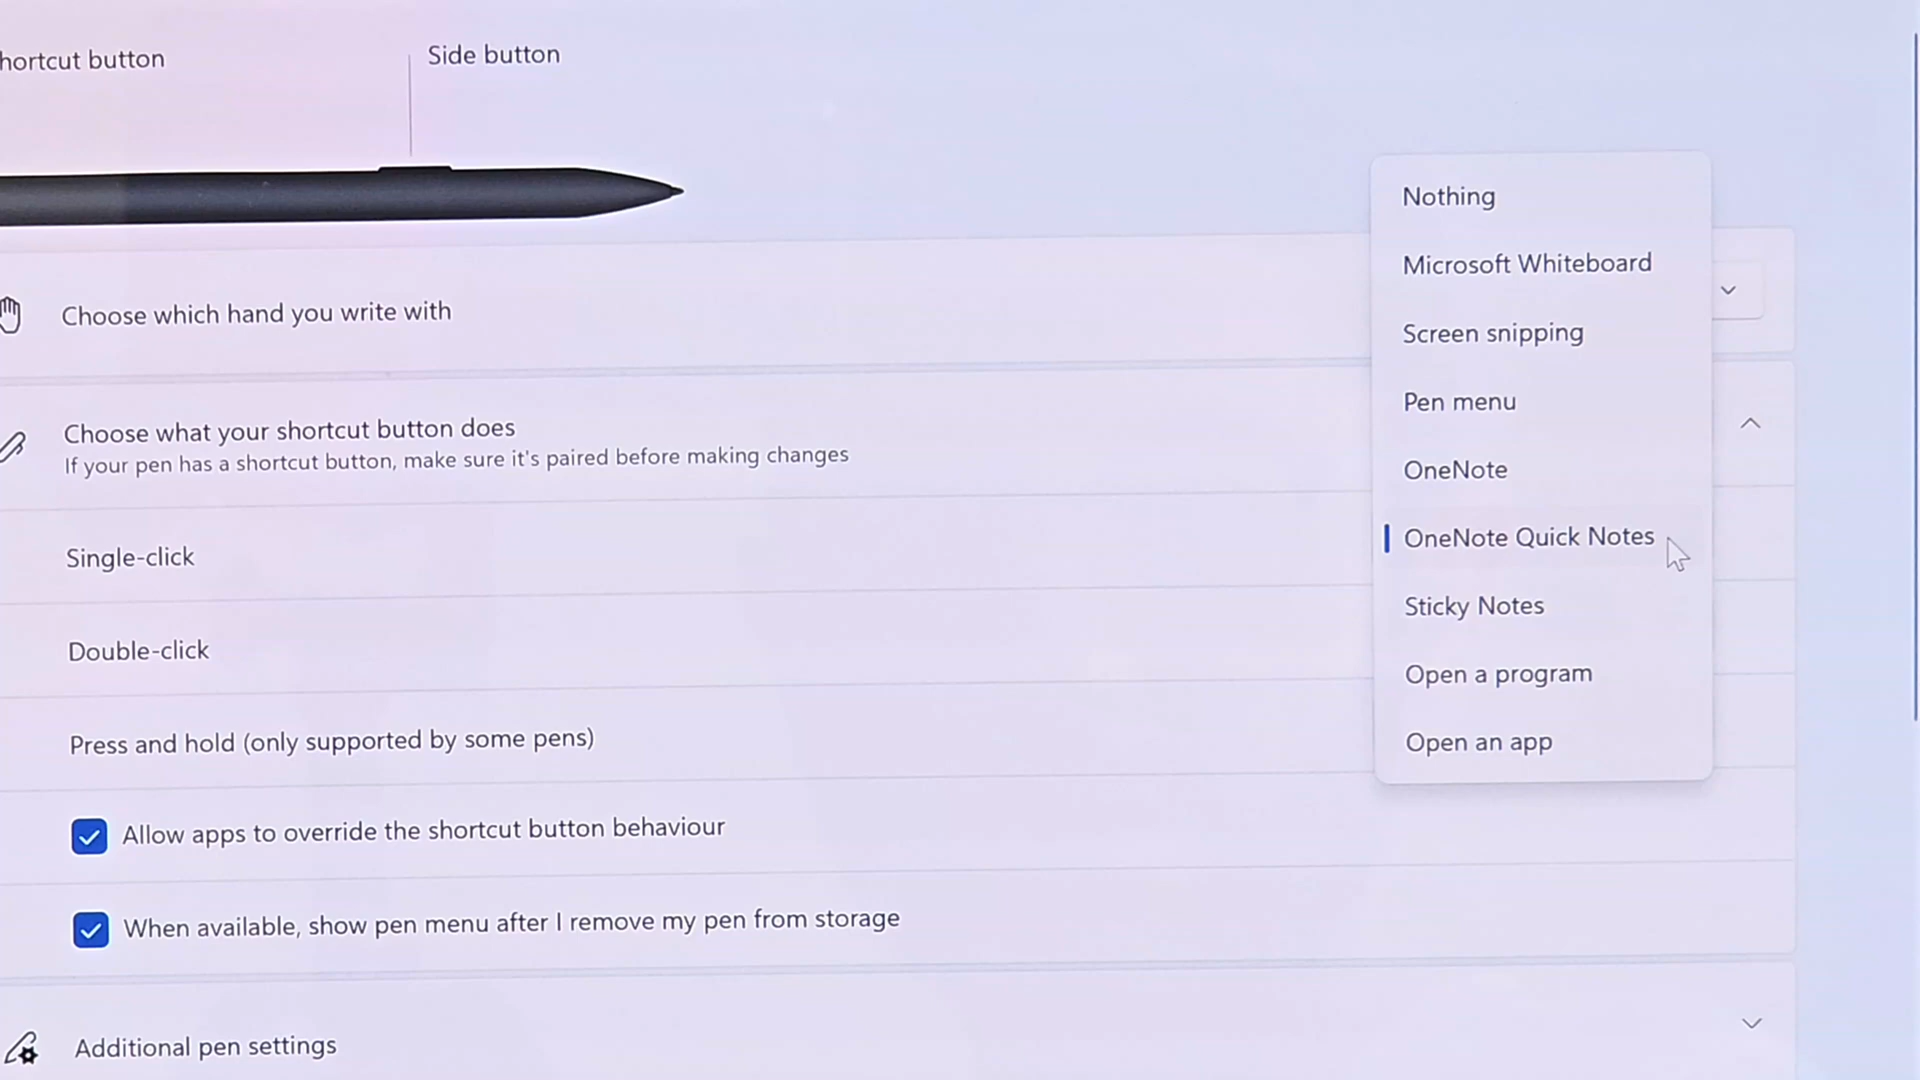 hortcut button
Side button
Choose which hand you write with
Choose what your shortcut button does
If your pen has a shortcut button, make sure it's paired before making changes
Single-click
Double-click
Press and hold (only supported by some pens)
Allow apps to override the shortcut button behaviour
When available, show pen menu after I remove my pen from storage
Additional pen settings
Nothing
Microsoft Whiteboard
Screen snipping
Pen menu
OneNote
OneNote Quick Notes
Sticky Notes
Open a program
Open an app